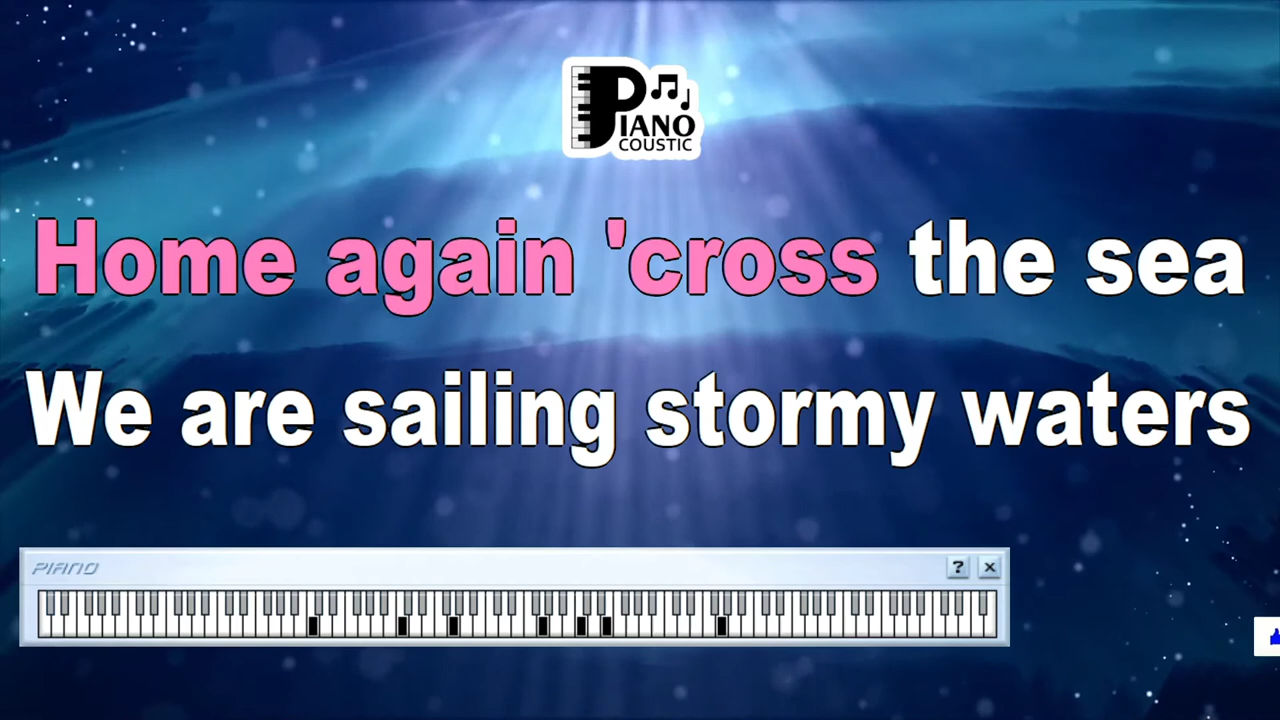 PIANO
COUSTIC
Home again 'cross the sea
We are sailing stormy waters
PIANO
? x